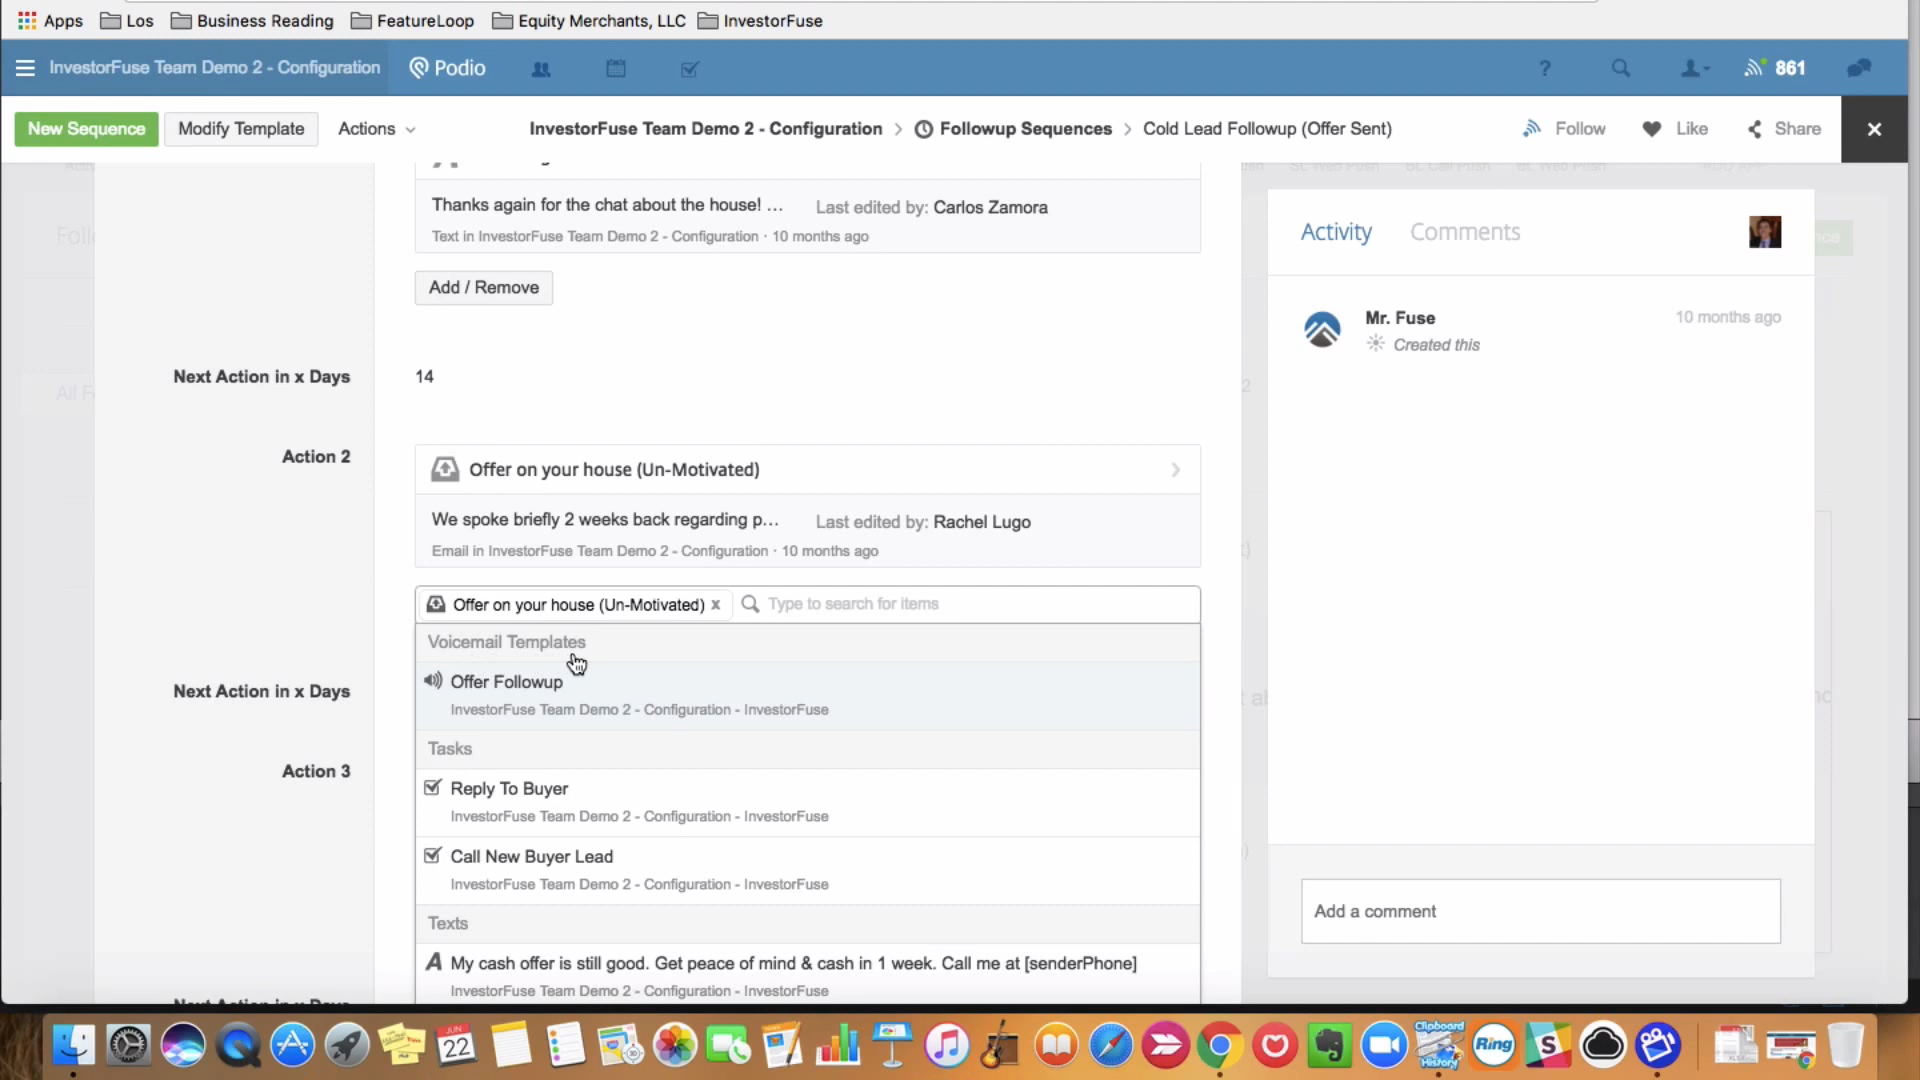 Apps Los Business Reading FeatureLoop Equity Merchants, LLC InvestorFuse
InvestorFuse Team Demo 2 - Configuration Podio ? 861
New Sequence Modify Template Actions InvestorFuse Team Demo 2 - Configuration > Followup Sequences > Cold Lead Followup (Offer Sent) Follow Like Share ×
Thanks again for the chat about the house! ... Last edited by: Carlos Zamora
Text in InvestorFuse Team Demo 2 - Configuration · 10 months ago
Add / Remove
Activity Comments
Mr. Fuse 10 months ago
Created this
Next Action in x Days 14
Action 2
Offer on your house (Un-Motivated)
We spoke briefly 2 weeks back regarding p... Last edited by: Rachel Lugo
Email in InvestorFuse Team Demo 2 - Configuration · 10 months ago
Offer on your house (Un-Motivated) x Type to search for items
Voicemail Templates
Next Action in x Days
Offer Followup
InvestorFuse Team Demo 2 - Configuration - InvestorFuse
Tasks
Action 3
Reply To Buyer
InvestorFuse Team Demo 2 - Configuration - InvestorFuse
Call New Buyer Lead
InvestorFuse Team Demo 2 - Configuration - InvestorFuse
Texts
My cash offer is still good. Get peace of mind & cash in 1 week. Call me at [senderPhone]
InvestorFuse Team Demo 2 - Configuration - InvestorFuse
Add a comment
Next Action in x Days
JUN
22
Clipboard
History
Ring
S